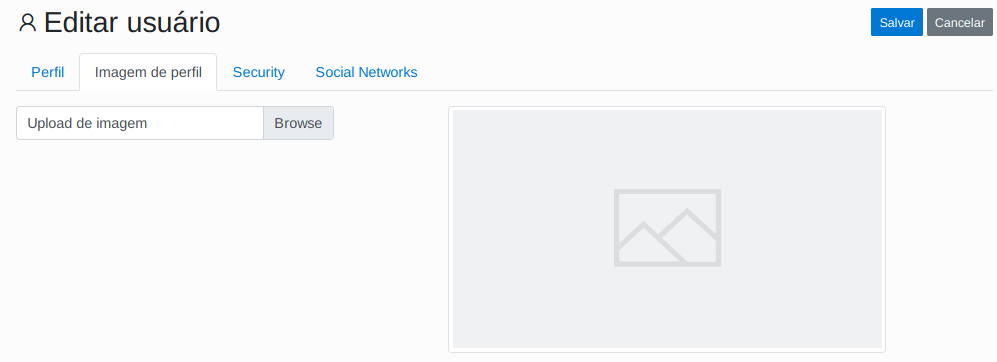 Editar usuário
Salvar
Cancelar
Perfil
Imagem de perfil
Security
Social Networks
Upload de imagem
Browse